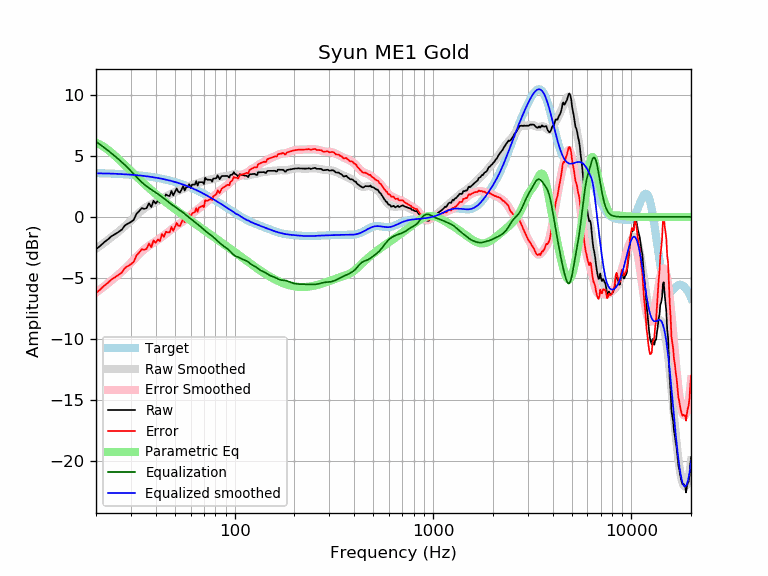 Syun ME1 Gold
Amplitude (dBr)
10
5
0
−5
−10
−15
−20
Target
Raw Smoothed
Error Smoothed
Raw
Error
Parametric Eq
Equalization
Equalized smoothed
100
1000
10000
Frequency (Hz)